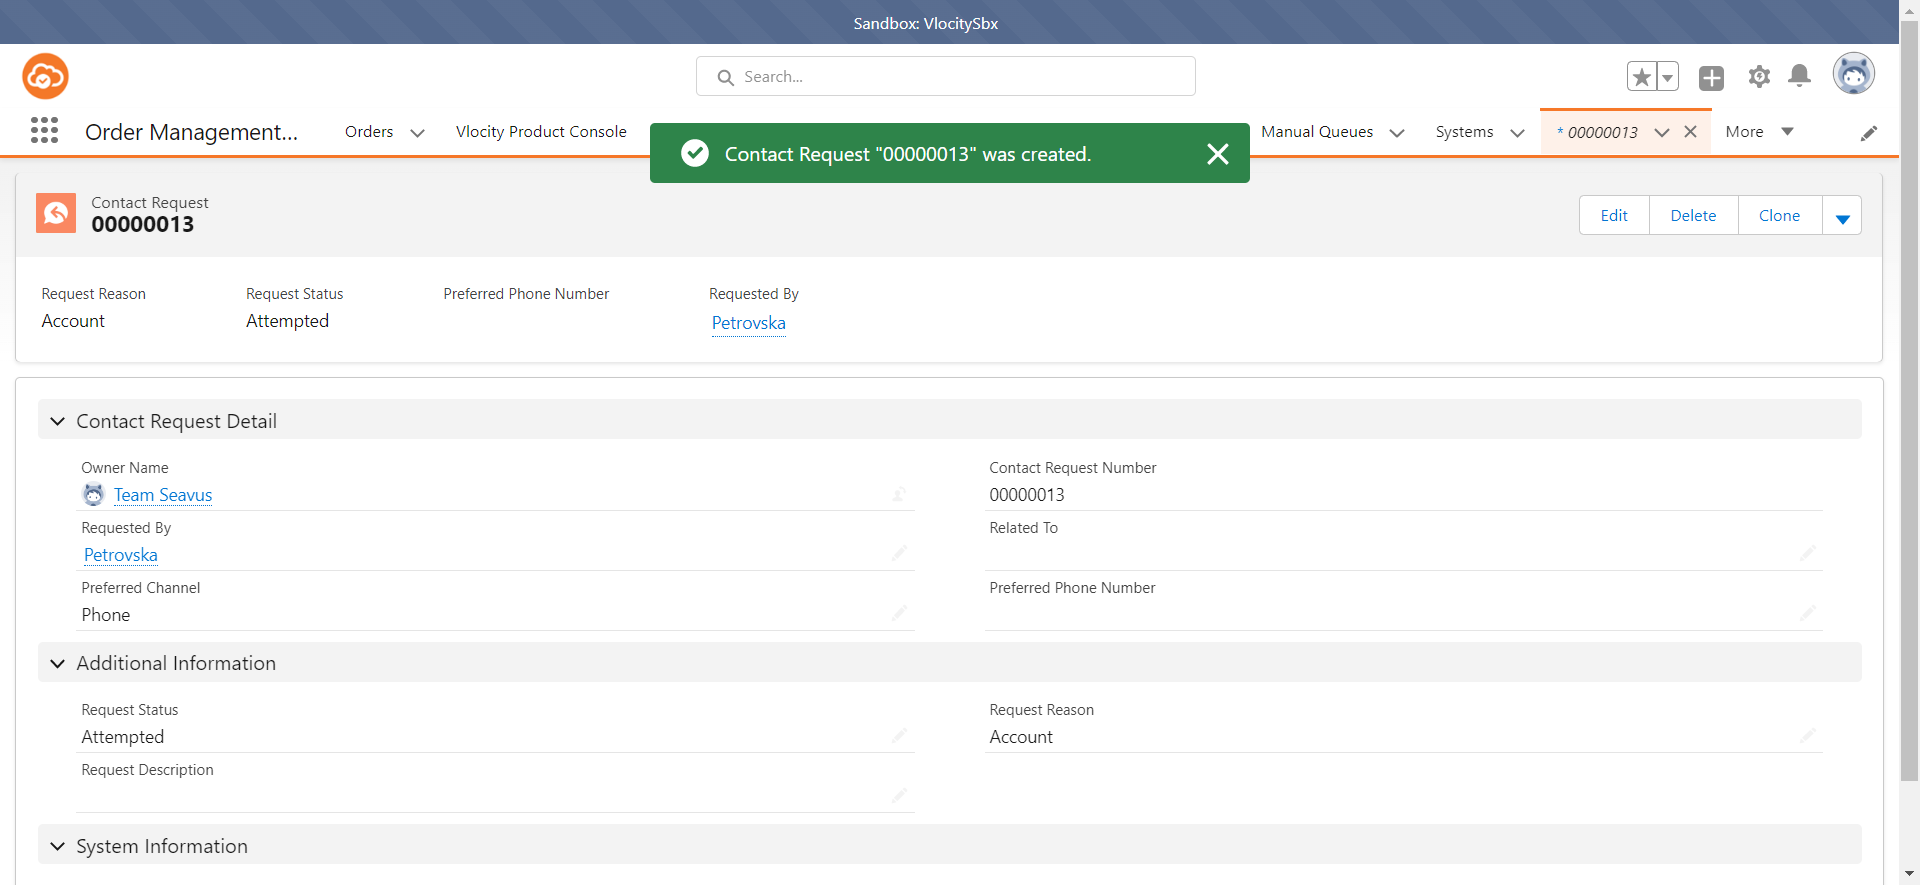 Sandbox: VlocitySbx
Search...
Order Management...
Orders
Vlocity Product Console
Contact Request "00000013" was created.
Manual Queues
Systems
* 00000013
More
Contact Request
00000013
Edit
Delete
Clone
Request Reason
Request Status
Preferred Phone Number
Requested By
Account
Attempted
Petrovska
Contact Request Detail
Owner Name
Contact Request Number
Team Seavus
00000013
Requested By
Related To
Petrovska
Preferred Channel
Preferred Phone Number
Phone
Additional Information
Request Status
Request Reason
Attempted
Account
Request Description
System Information